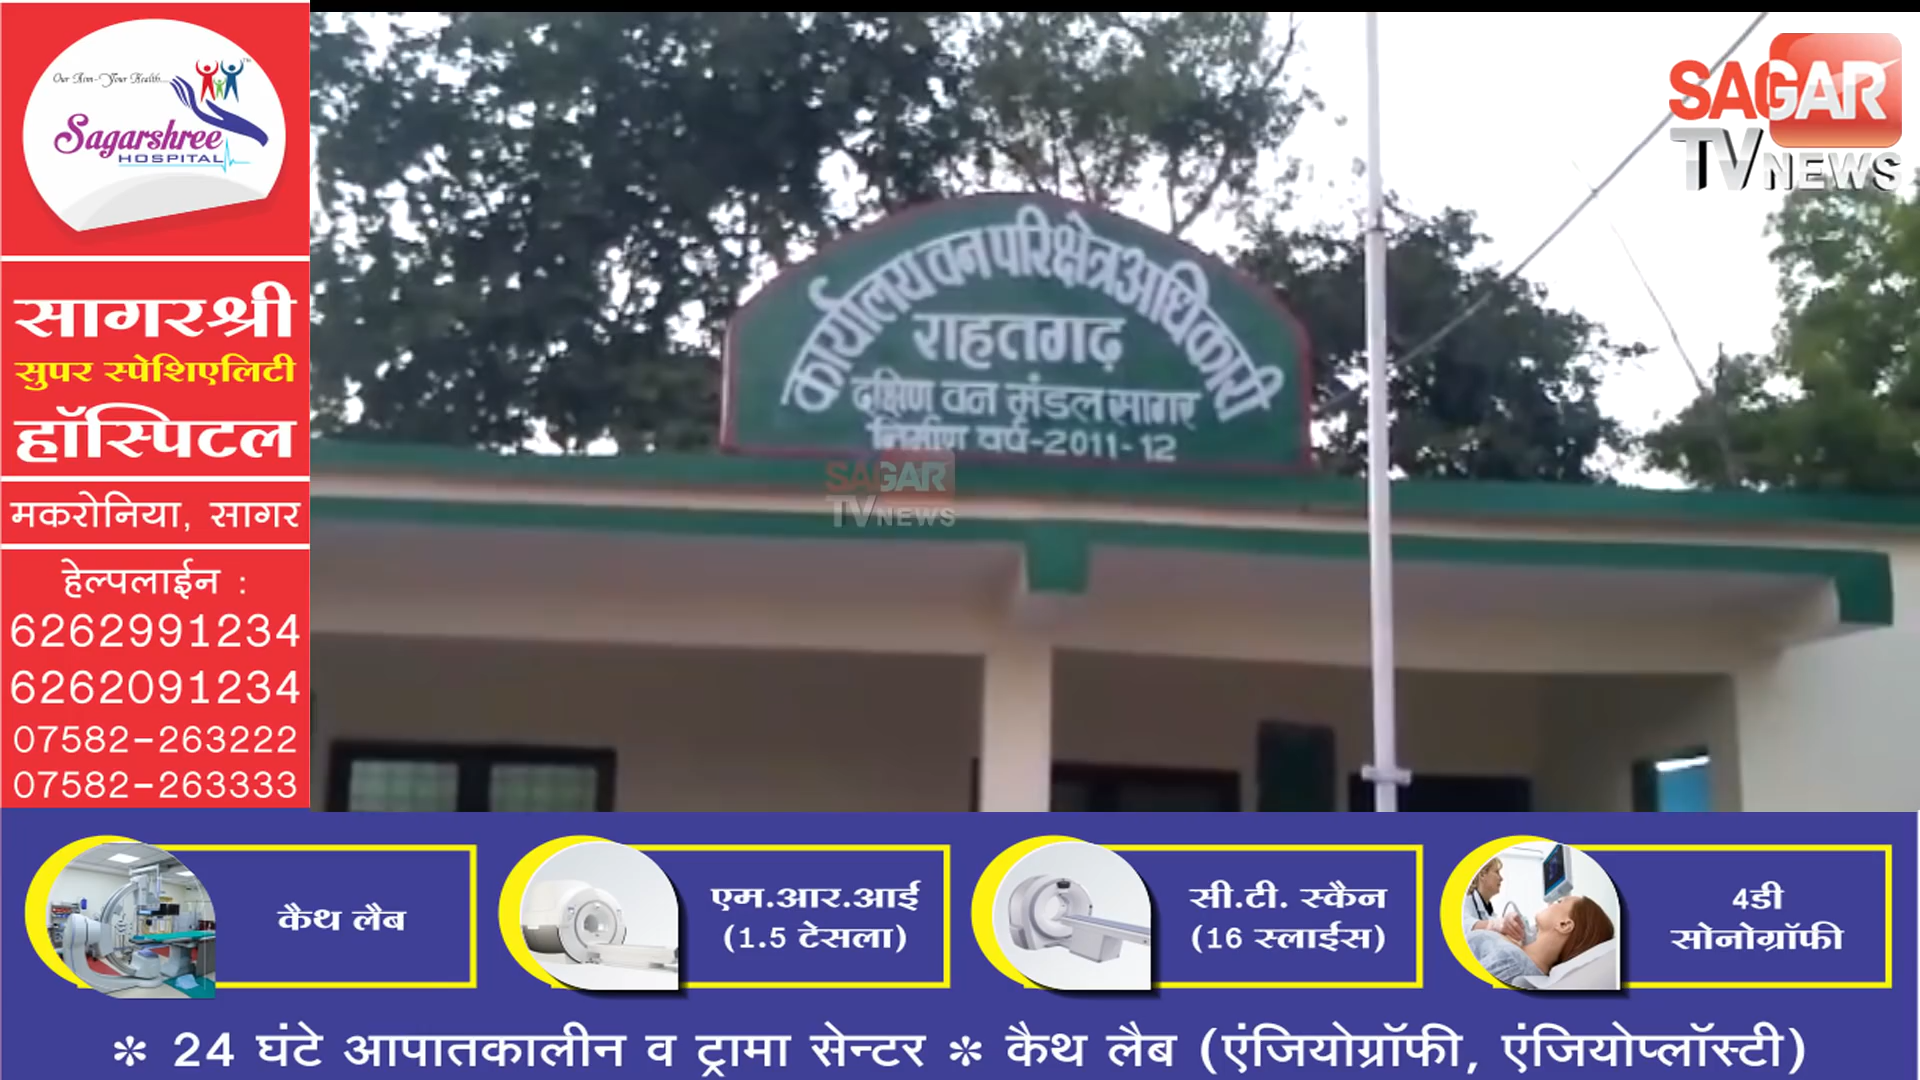 Our Aim-Your Health....
Sagarshree
HOSPITAL
सागरश्री
सुपर स्पेशिएलिटी
हॉस्पिटल
मकरोनिया, सागर
हेल्पलाईन :
6262991234
6262091234
07582-263222
07582-263333
SAGAR
TV NEWS
कार्यालय वन परिक्षेत्र अधिकारी
राहतगढ़
दक्षिण वन मंडल सागर
निर्माण वर्ष-2011-12
SAGAR
TV NEWS
कैथ लैब
एम.आर.आई
(1.5 टेसला)
सी.टी. स्कैन
(16 स्लाईस)
4डी
सोनोग्रॉफी
* 24 घंटे आपातकालीन व ट्रामा सेन्टर * कैथ लैब (एंजियोग्रॉफी, एंजियोप्लॉस्टी)